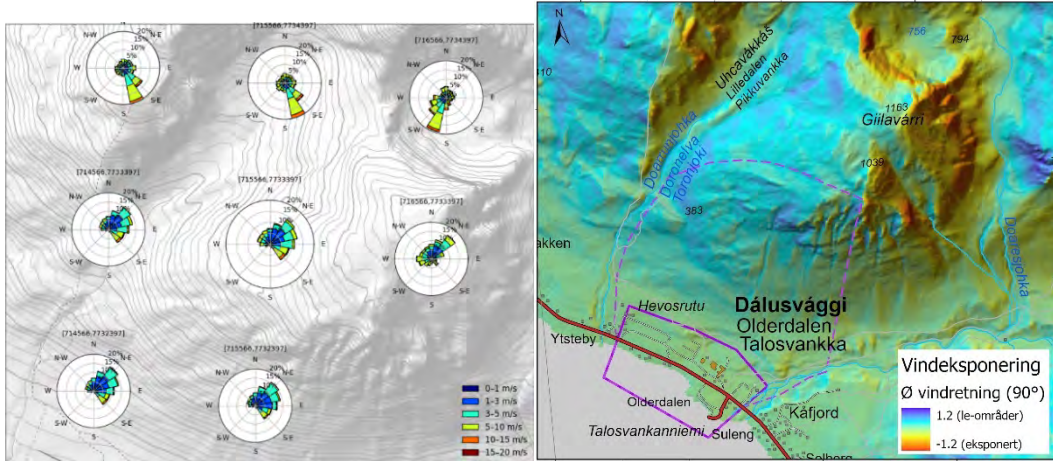 [715566,7734397]
[716566,7734397]
[714566,7733397]
[715566,7733397]
[716566,7733397]
[714566,7732397]
[715566,7732397]
N
N-E
E
S-E
S
S-W
W
N-W
5%
10%
15%
20%
0-1 m/s
1-3 m/s
3-5 m/s
5-10 m/s
10-15 m/s
15-20 m/s
N
756
794
Uhcavákkáš
Lilledalen
Pikkuvankka
1163
Giilavárri
1039
Doronelva
Toronjoki
383
Doaresjohka
akken
Hevosrutu
Dálusvággi
Olderdalen
Talosvankka
Ytsteby
Olderdalen
Talosvankanniemi
Suleng
Kåfjord
Solberg
Vindeksponering
Ø vindretning (90°)
1.2 (le-områder)
-1.2 (eksponert)